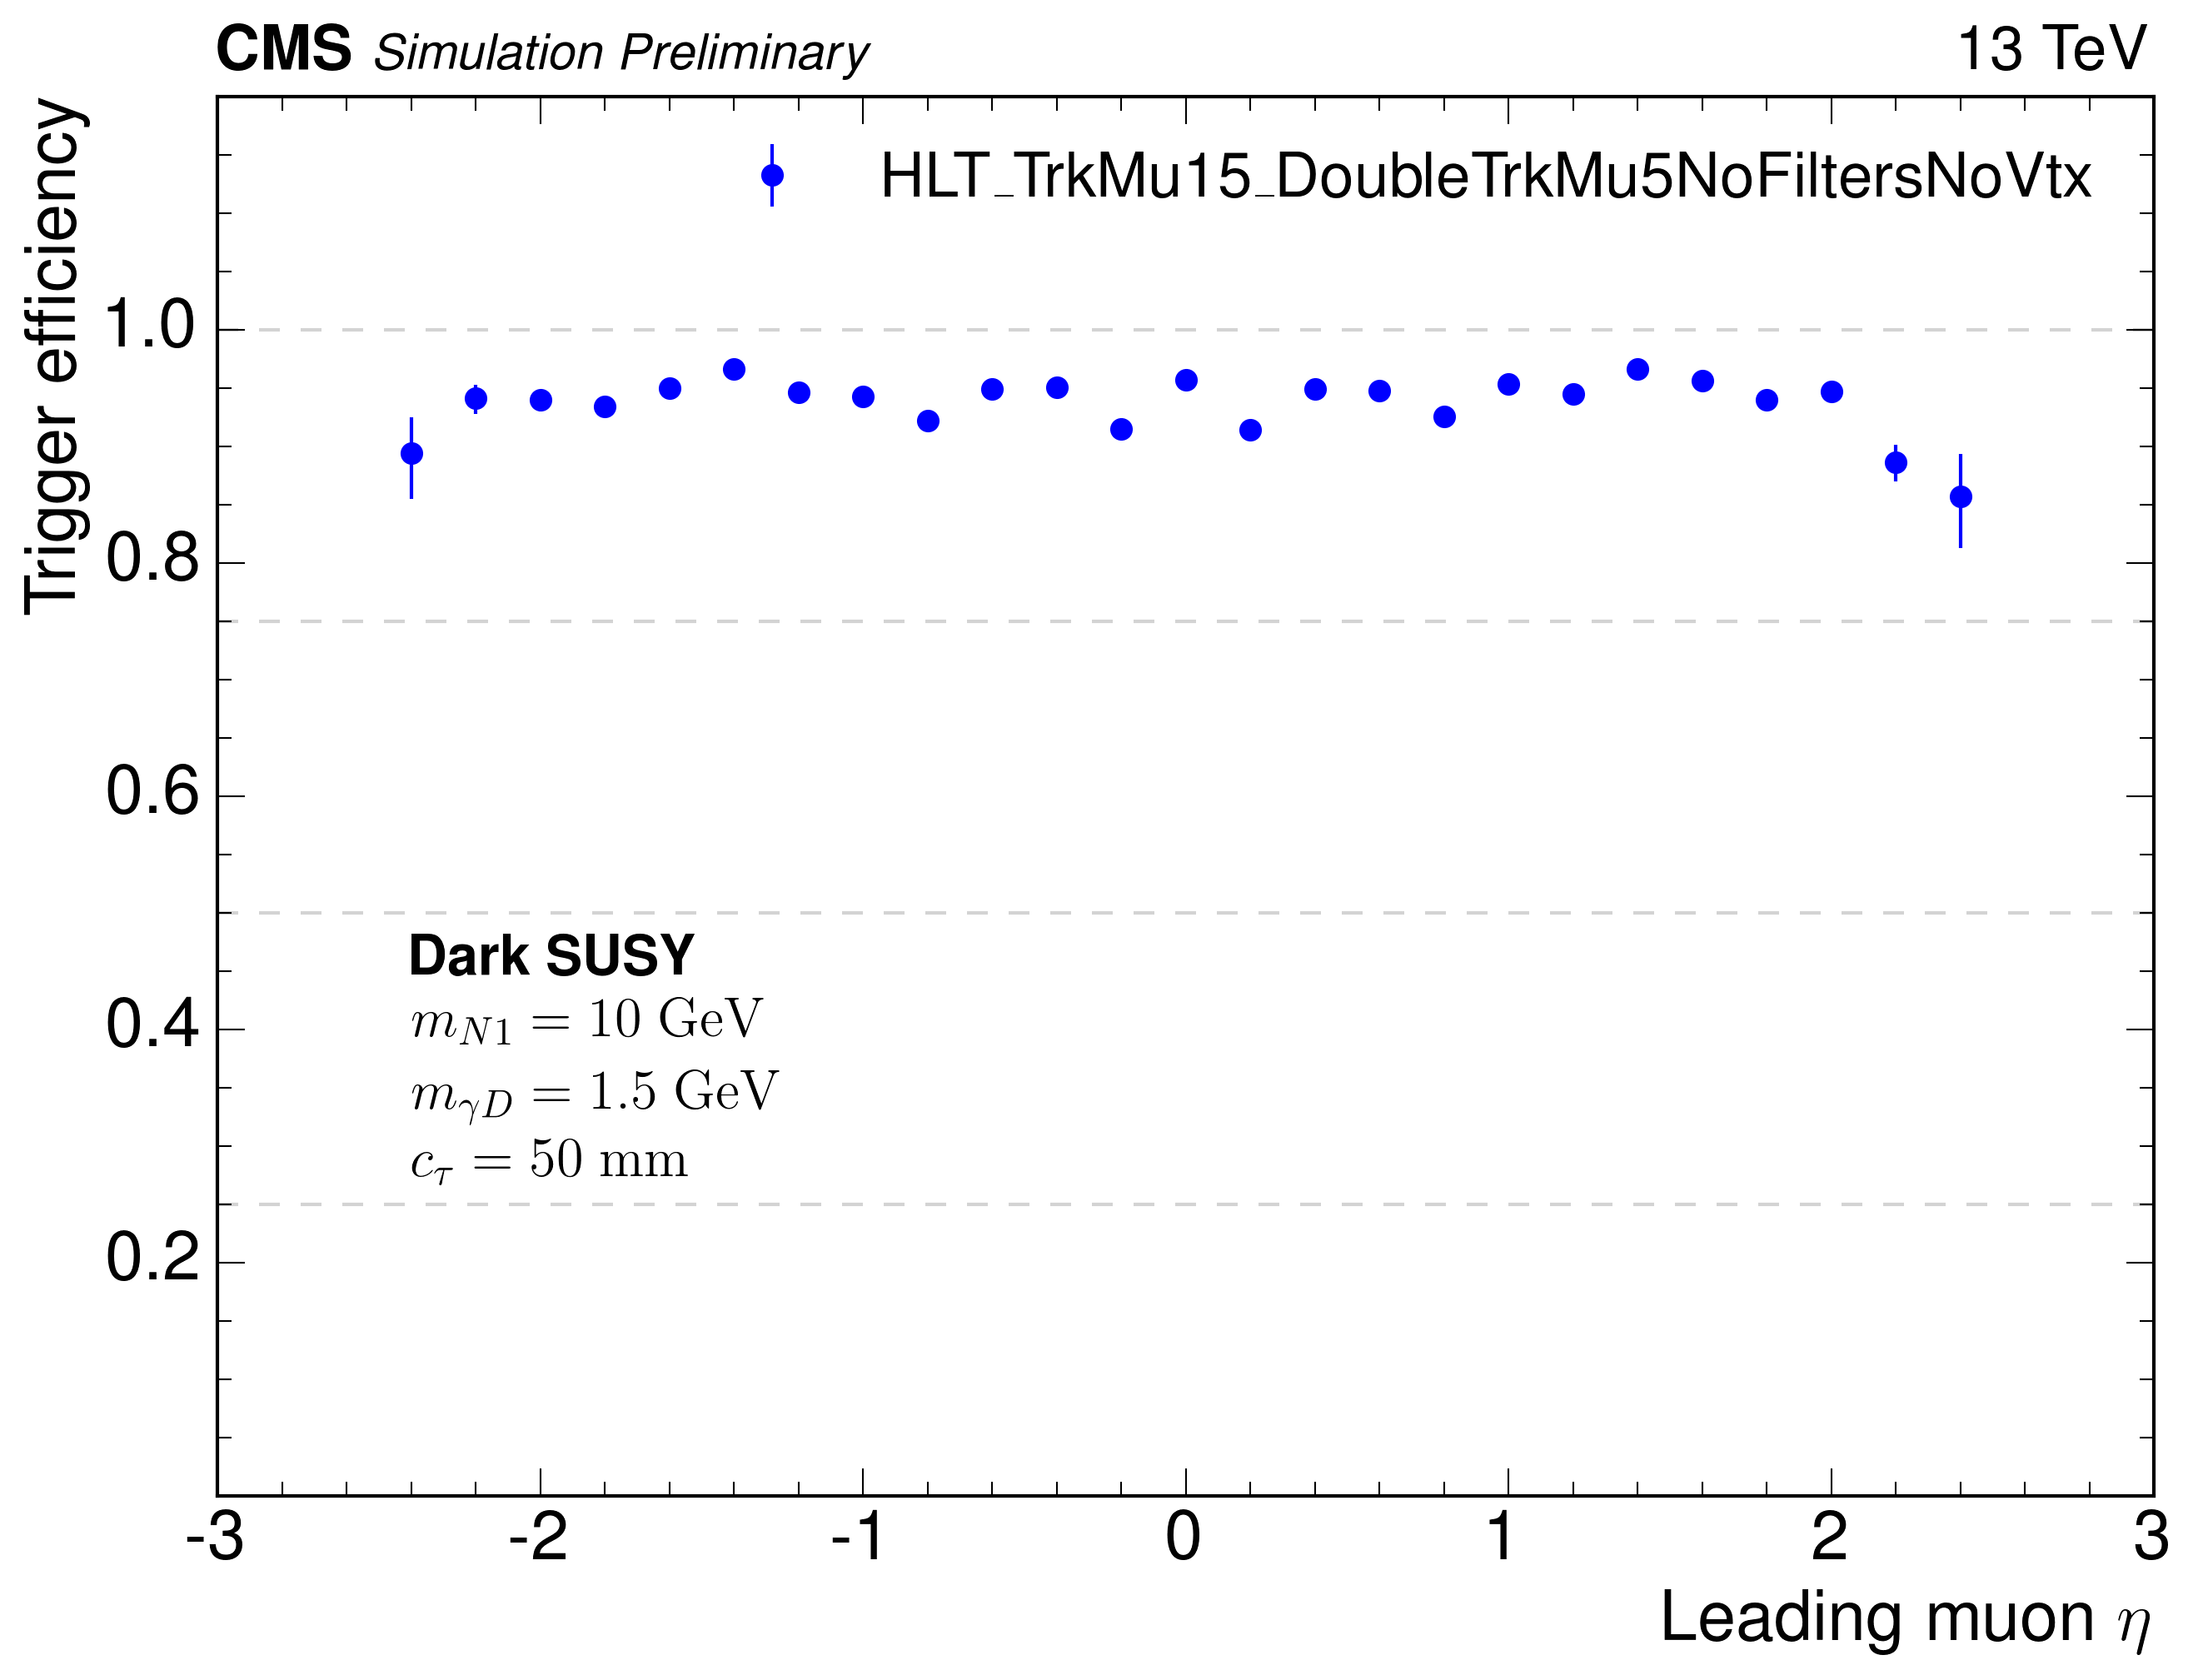 CMS Simulation Preliminary 13 TeV
Trigger efficiency
HLT_TrkMu15_DoubleTrkMu5NoFiltersNoVtx
1.0
0.8
0.6
0.4
0.2
Dark SUSY
m_{N1} = 10 GeV
m_{γD} = 1.5 GeV
c_τ = 50 mm
-3 -2 -1 0 1 2 3
Leading muon η